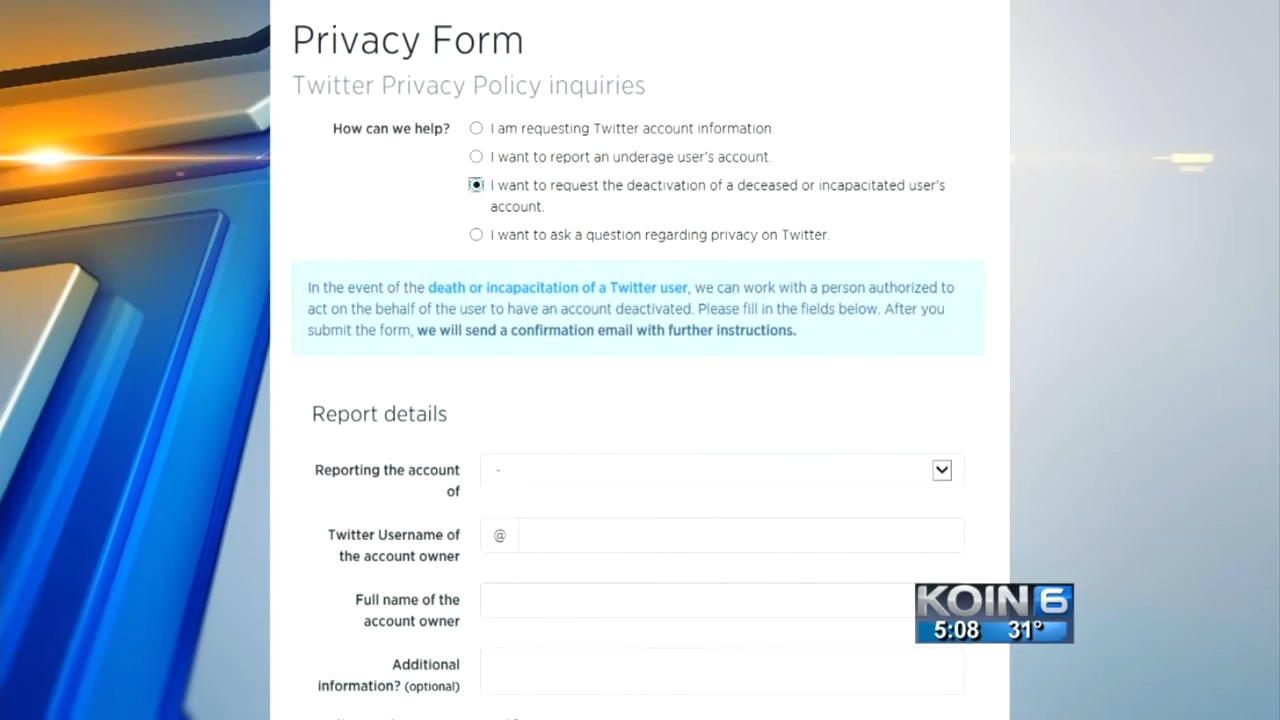 Privacy Form
Twitter Privacy Policy inquiries
How can we help?
I am requesting Twitter account information.
I want to report an underage user's account.
I want to request the deactivation of a deceased or incapacitated user's
account.
I want to ask a question regarding privacy on Twitter.
In the event of the death or incapacitation of a Twitter user, we can work with a person authorized to
act on the behalf of the user to have an account deactivated. Please fill in the fields below. After you
submit the form, we will send a confirmation email with further instructions.
Report details
Reporting the account
of
-
Twitter Username of
the account owner
@
Full name of the
account owner
Additional
information? (optional)
KOIN 6
5:08 31°